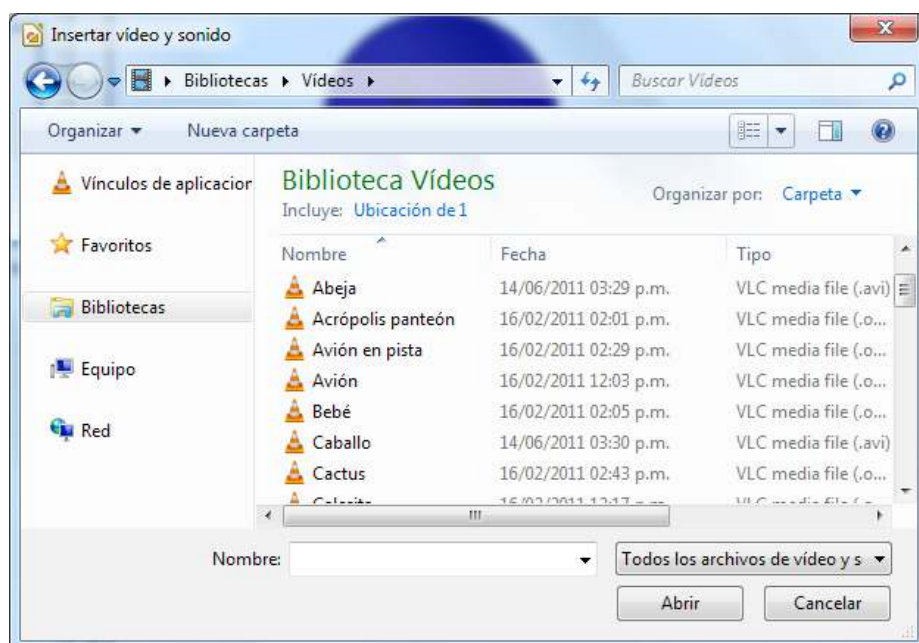 Insertar vídeo y sonido
Bibliotecas Vídeos Buscar Vídeos
Organizar Nueva carpeta
Vínculos de aplicacior
Favoritos
Bibliotecas
Equipo
Red
Biblioteca Vídeos
Incluye: Ubicación de 1
Organizar por: Carpeta
Nombre Fecha Tipo
Abeja 14/06/2011 03:29 p.m. VLC media file (.avi)
Acrópolis panteón 16/02/2011 02:01 p.m. VLC media file (.o...
Avión en pista 16/02/2011 02:29 p.m. VLC media file (.o...
Avión 16/02/2011 12:03 p.m. VLC media file (.o...
Bebé 16/02/2011 02:05 p.m. VLC media file (.o...
Caballo 14/06/2011 03:30 p.m. VLC media file (.avi)
Cactus 16/02/2011 02:43 p.m. VLC media file (.o...
Nombre: Todos los archivos de vídeo y s
Abrir Cancelar